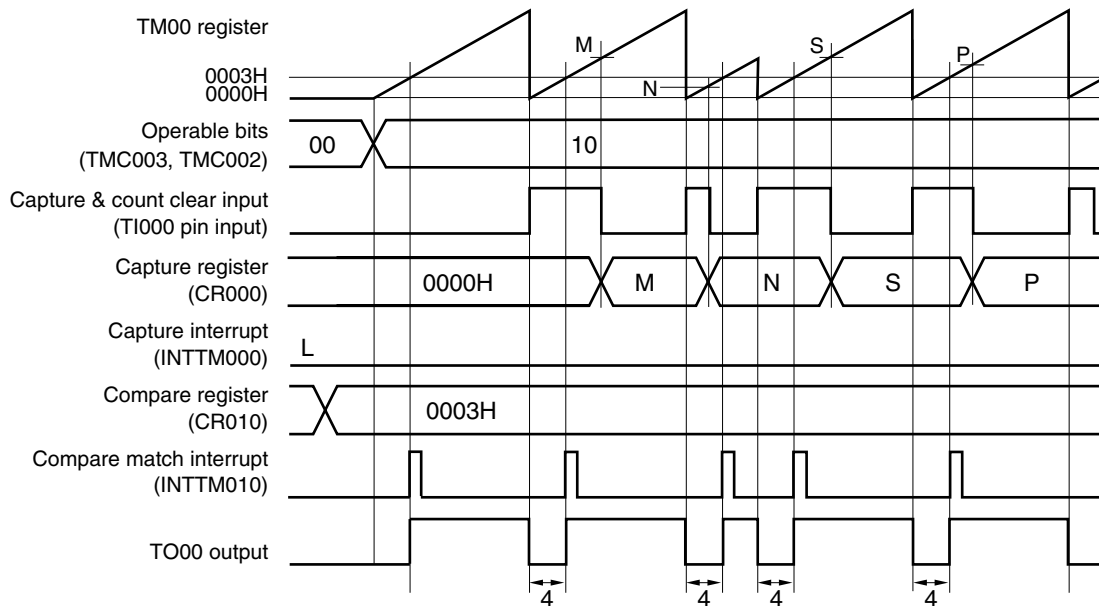 TM00 register
M
S
P
N
0003H
0000H
Operable bits
(TMC003, TMC002)
00
10
Capture & count clear input
(TI000 pin input)
Capture register
(CR000)
0000H
M
N
S
P
Capture interrupt
(INTTM000)
L
Compare register
(CR010)
0003H
Compare match interrupt
(INTTM010)
TO00 output
4
4
4
4